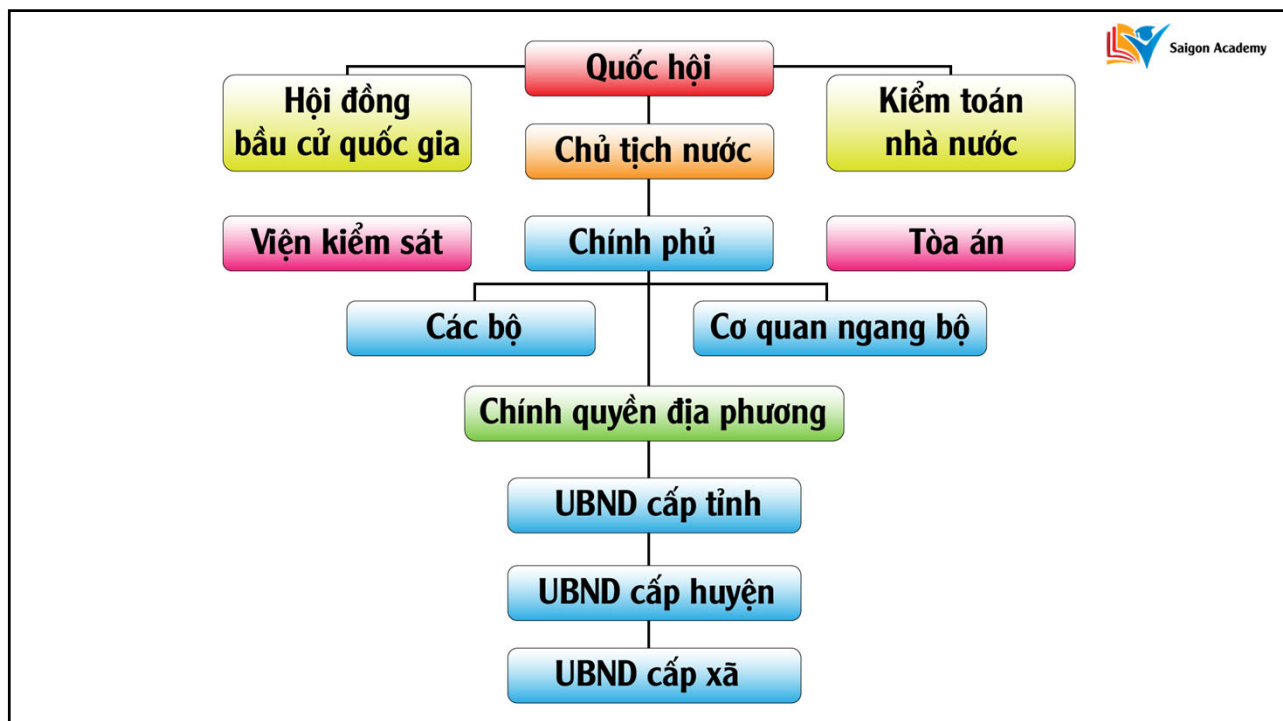 Saigon Academy
Quốc hội
Hội đồng
bầu cử quốc gia
Kiểm toán
nhà nước
Chủ tịch nước
Viện kiểm sát
Chính phủ
Tòa án
Các bộ
Cơ quan ngang bộ
Chính quyền địa phương
UBND cấp tỉnh
UBND cấp huyện
UBND cấp xã